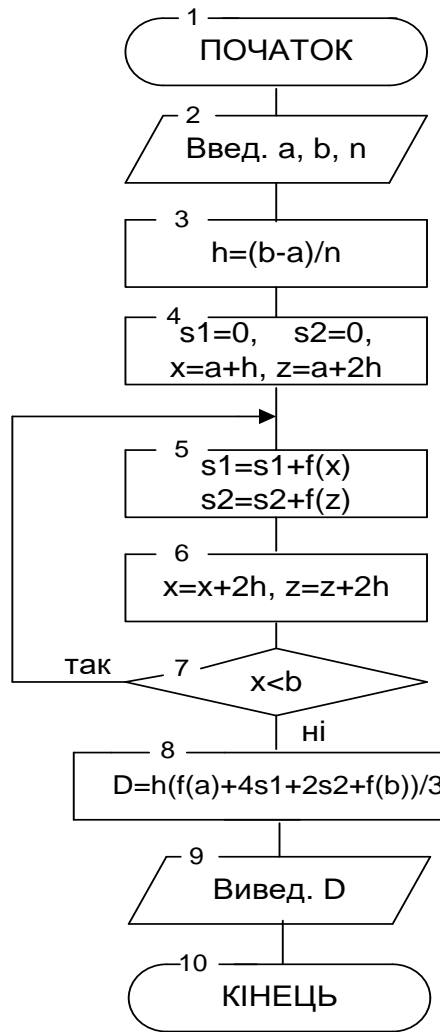 1
ПОЧАТОК
2
Введ. a, b, n
3
h=(b-a)/n
4
s1=0, s2=0,
x=a+h, z=a+2h
5
s1=s1+f(x)
s2=s2+f(z)
6
x=x+2h, z=z+2h
так
7
x<b
ні
8
D=h(f(a)+4s1+2s2+f(b))/3
9
Вивед. D
10
КІНЕЦЬ